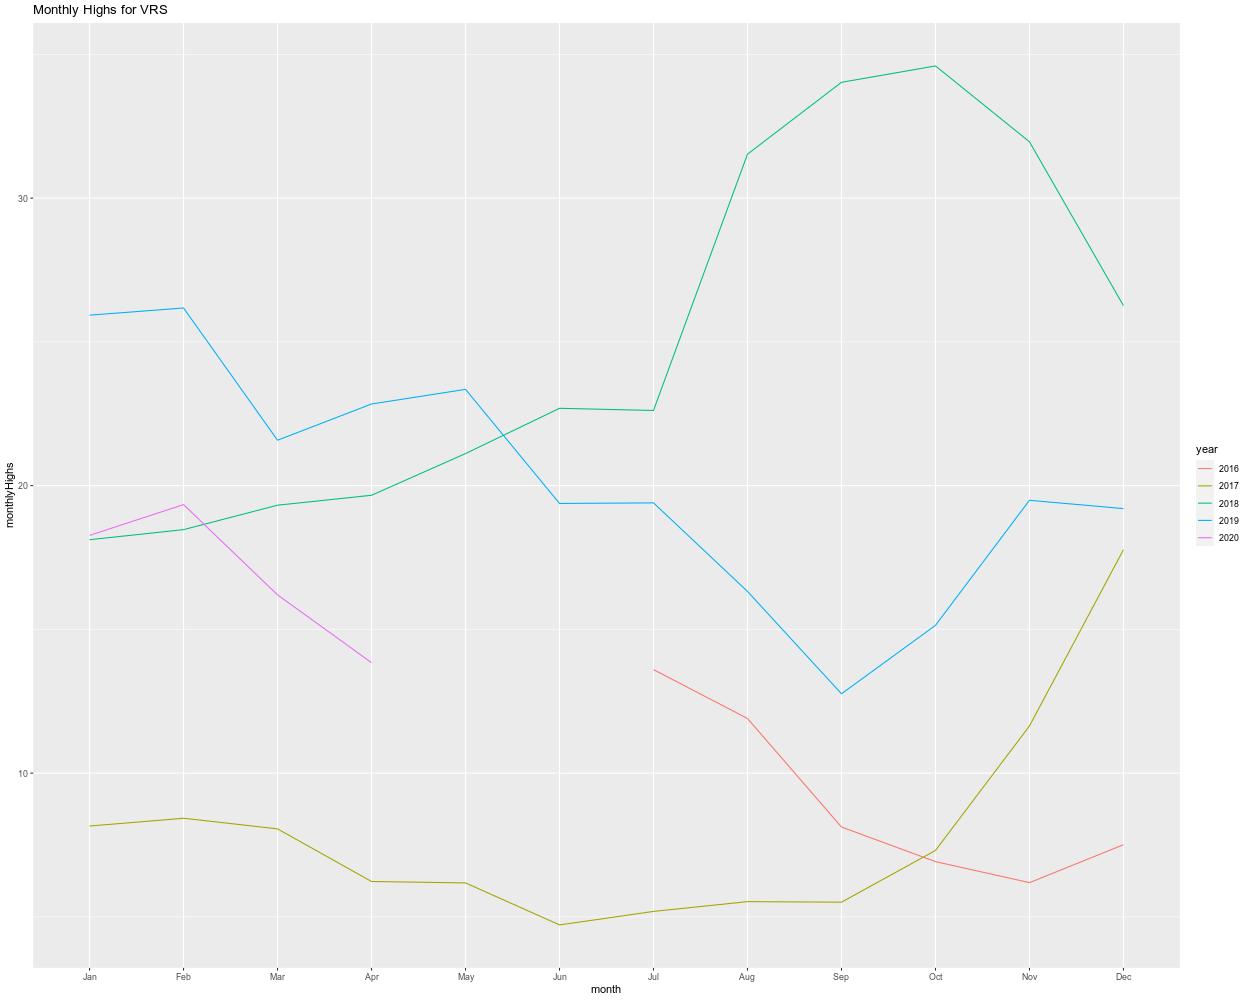 Monthly Highs for VRS
monthlyHighs
30
20
10
Jan Feb Mar Apr May Jun Jul Aug Sep Oct Nov Dec
month
year
2016
2017
2018
2019
2020